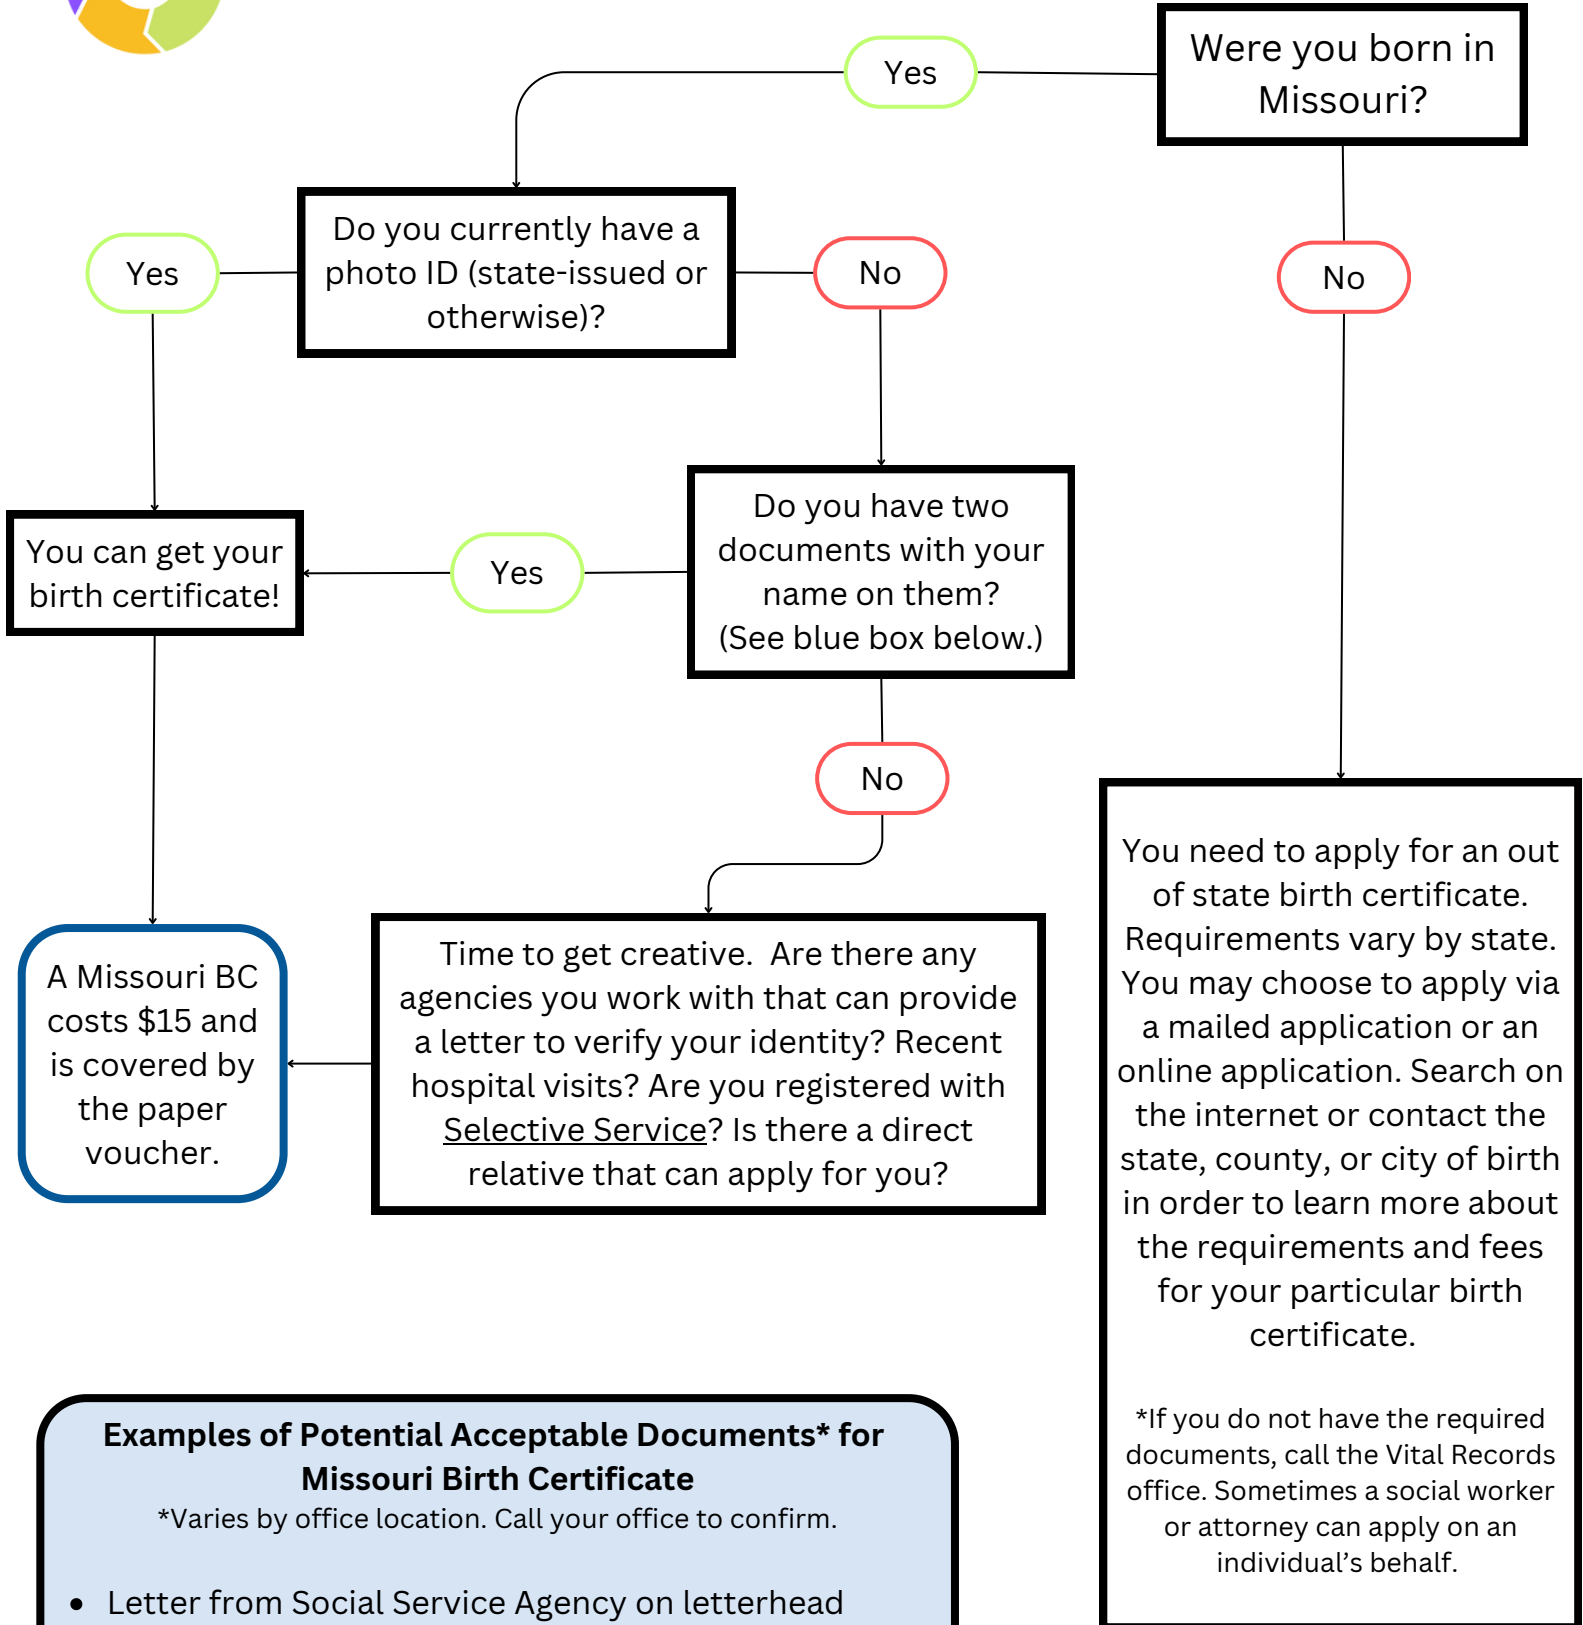 Were you born in
Missouri?
Yes
No
Do you currently have a
photo ID (state-issued or
otherwise)?
Yes
No
Do you have two
documents with your
name on them?
(See blue box below.)
Yes
No
You can get your
birth certificate!
A Missouri BC
costs $15 and
is covered by
the paper
voucher.
Time to get creative.  Are there any
agencies you work with that can provide
a letter to verify your identity? Recent
hospital visits? Are you registered with
Selective Service? Is there a direct
relative that can apply for you?
You need to apply for an out
of state birth certificate.
Requirements vary by state.
You may choose to apply via
a mailed application or an
online application. Search on
the internet or contact the
state, county, or city of birth
in order to learn more about
the requirements and fees
for your particular birth
certificate.
*If you do not have the required
documents, call the Vital Records
office. Sometimes a social worker
or attorney can apply on an
individual’s behalf.
Examples of Potential Acceptable Documents* for
Missouri Birth Certificate
*Varies by office location. Call your office to confirm.
• Letter from Social Service Agency on letterhead